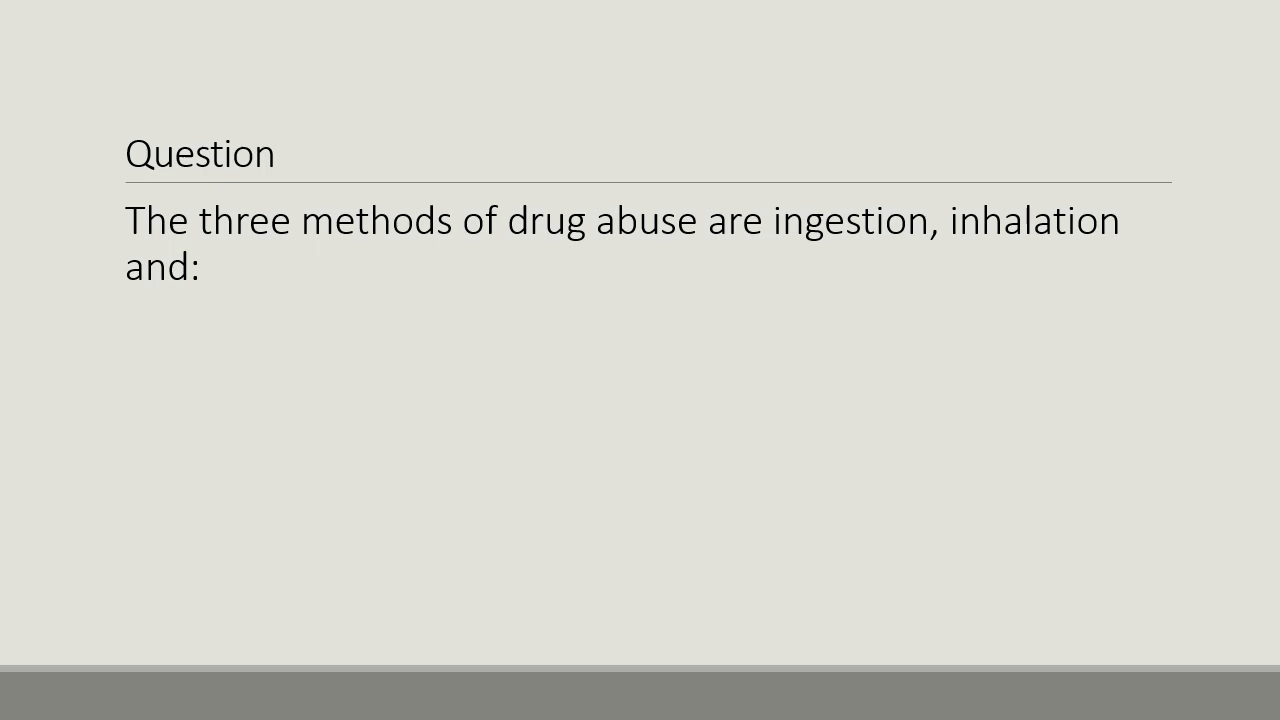 Question
The three methods of drug abuse are ingestion, inhalation
and: